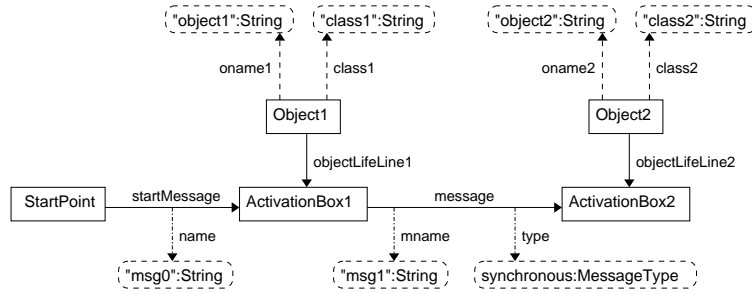 "object1":String "class1":String "object2":String "class2":String
oname1 class1 oname2 class2
Object1 Object2
objectLifeLine1 objectLifeLine2
StartPoint startMessage ActivationBox1 message ActivationBox2
name mname type
"msg0":String "msg1":String synchronous:MessageType